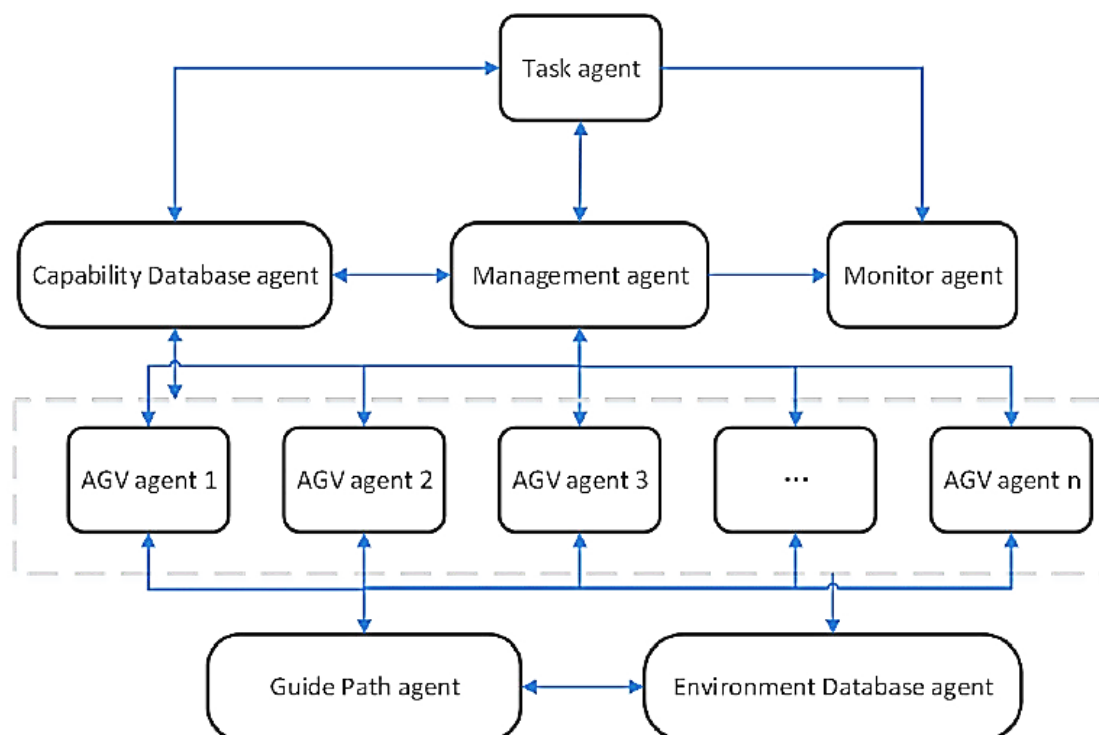 Task agent
Capability Database agent
Management agent
Monitor agent
AGV agent 1
AGV agent 2
AGV agent 3
...
AGV agent n
Guide Path agent
Environment Database agent